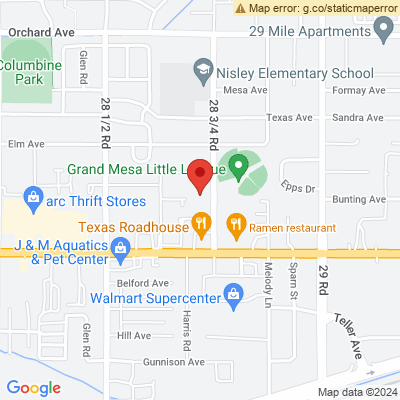 Map error: g.co/staticmaperror
Orchard Ave
29 Mile Apartments
Columbine
Park
Glen Rd
Nisley Elementary School
Mesa Ave
Formay Ave
28 1/2 Rd
28 3/4 Rd
Texas Ave
Sandra Ave
Elm Ave
Grand Mesa Little League
Epps Dr
arc Thrift Stores
Bunting Ave
Texas Roadhouse
Ramen restaurant
J & M Aquatics
& Pet Center
Belford Ave
Walmart Supercenter
Melody Ln
Sparn St
29 Rd
Glen Rd
Harris Rd
Hill Ave
Teller Ave
Gunnison Ave
Google
Map data ©2024